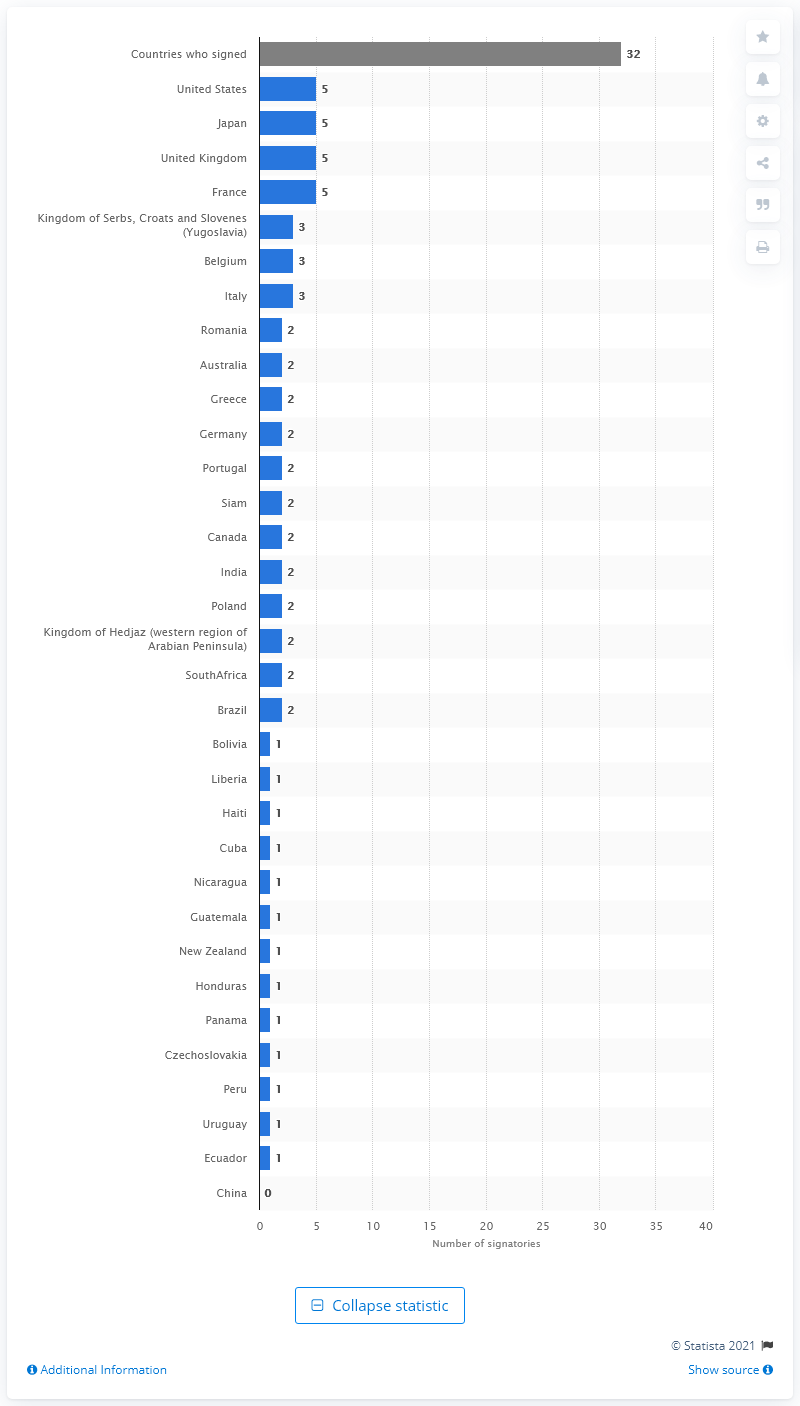 Countries who signed 32
United States 5
Japan 5
United Kingdom 5
France 5
Kingdom of Serbs, Croats and Slovenes
(Yugoslavia) 3
Belgium 3
Italy 3
Romania 2
Australia 2
Greece 2
Germany 2
Portugal 2
Siam 2
Canada 2
India 2
Poland 2
Kingdom of Hedjaz (western region of
Arabian Peninsula) 2
SouthAfrica 2
Brazil 2
Bolivia 1
Liberia 1
Haiti 1
Cuba 1
Nicaragua 1
Guatemala 1
New Zealand 1
Honduras 1
Panama 1
Czechoslovakia 1
Peru 1
Uruguay 1
Ecuador 1
China 0
0 5 10 15 20 25 30 35 40
Number of signatories
Collapse statistic
© Statista 2021
Additional Information
Show source